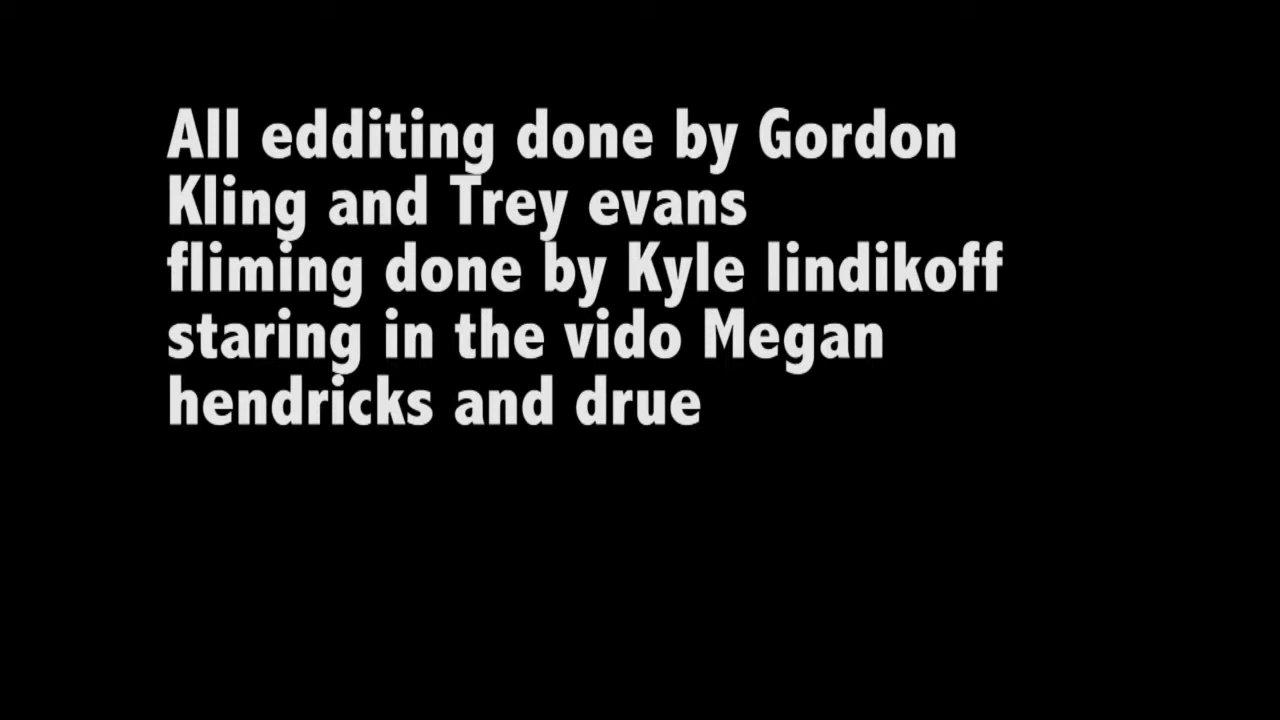 All edditing done by Gordon
Kling and Trey evans
fliming done by Kyle lindikoff
staring in the vido Megan
hendricks and drue